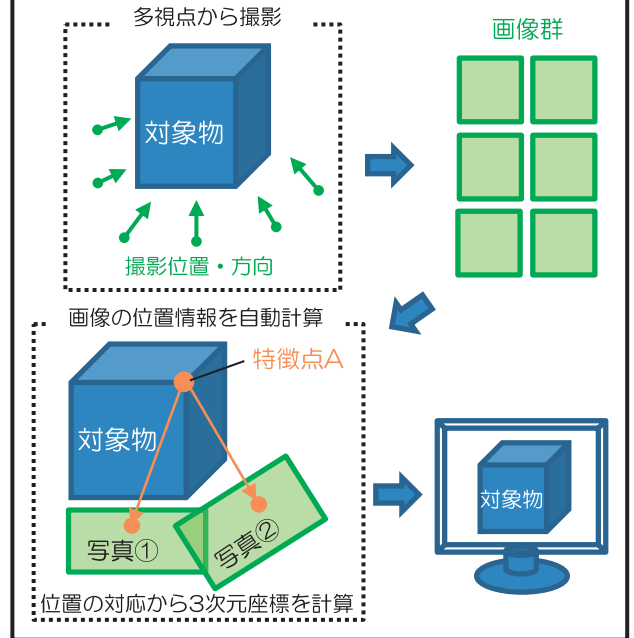 多視点から撮影
画像群
対象物
撮影位置・方向
画像の位置情報を自動計算
特徴点A
対象物
写真①
写真②
位置の対応から3次元座標を計算
対象物